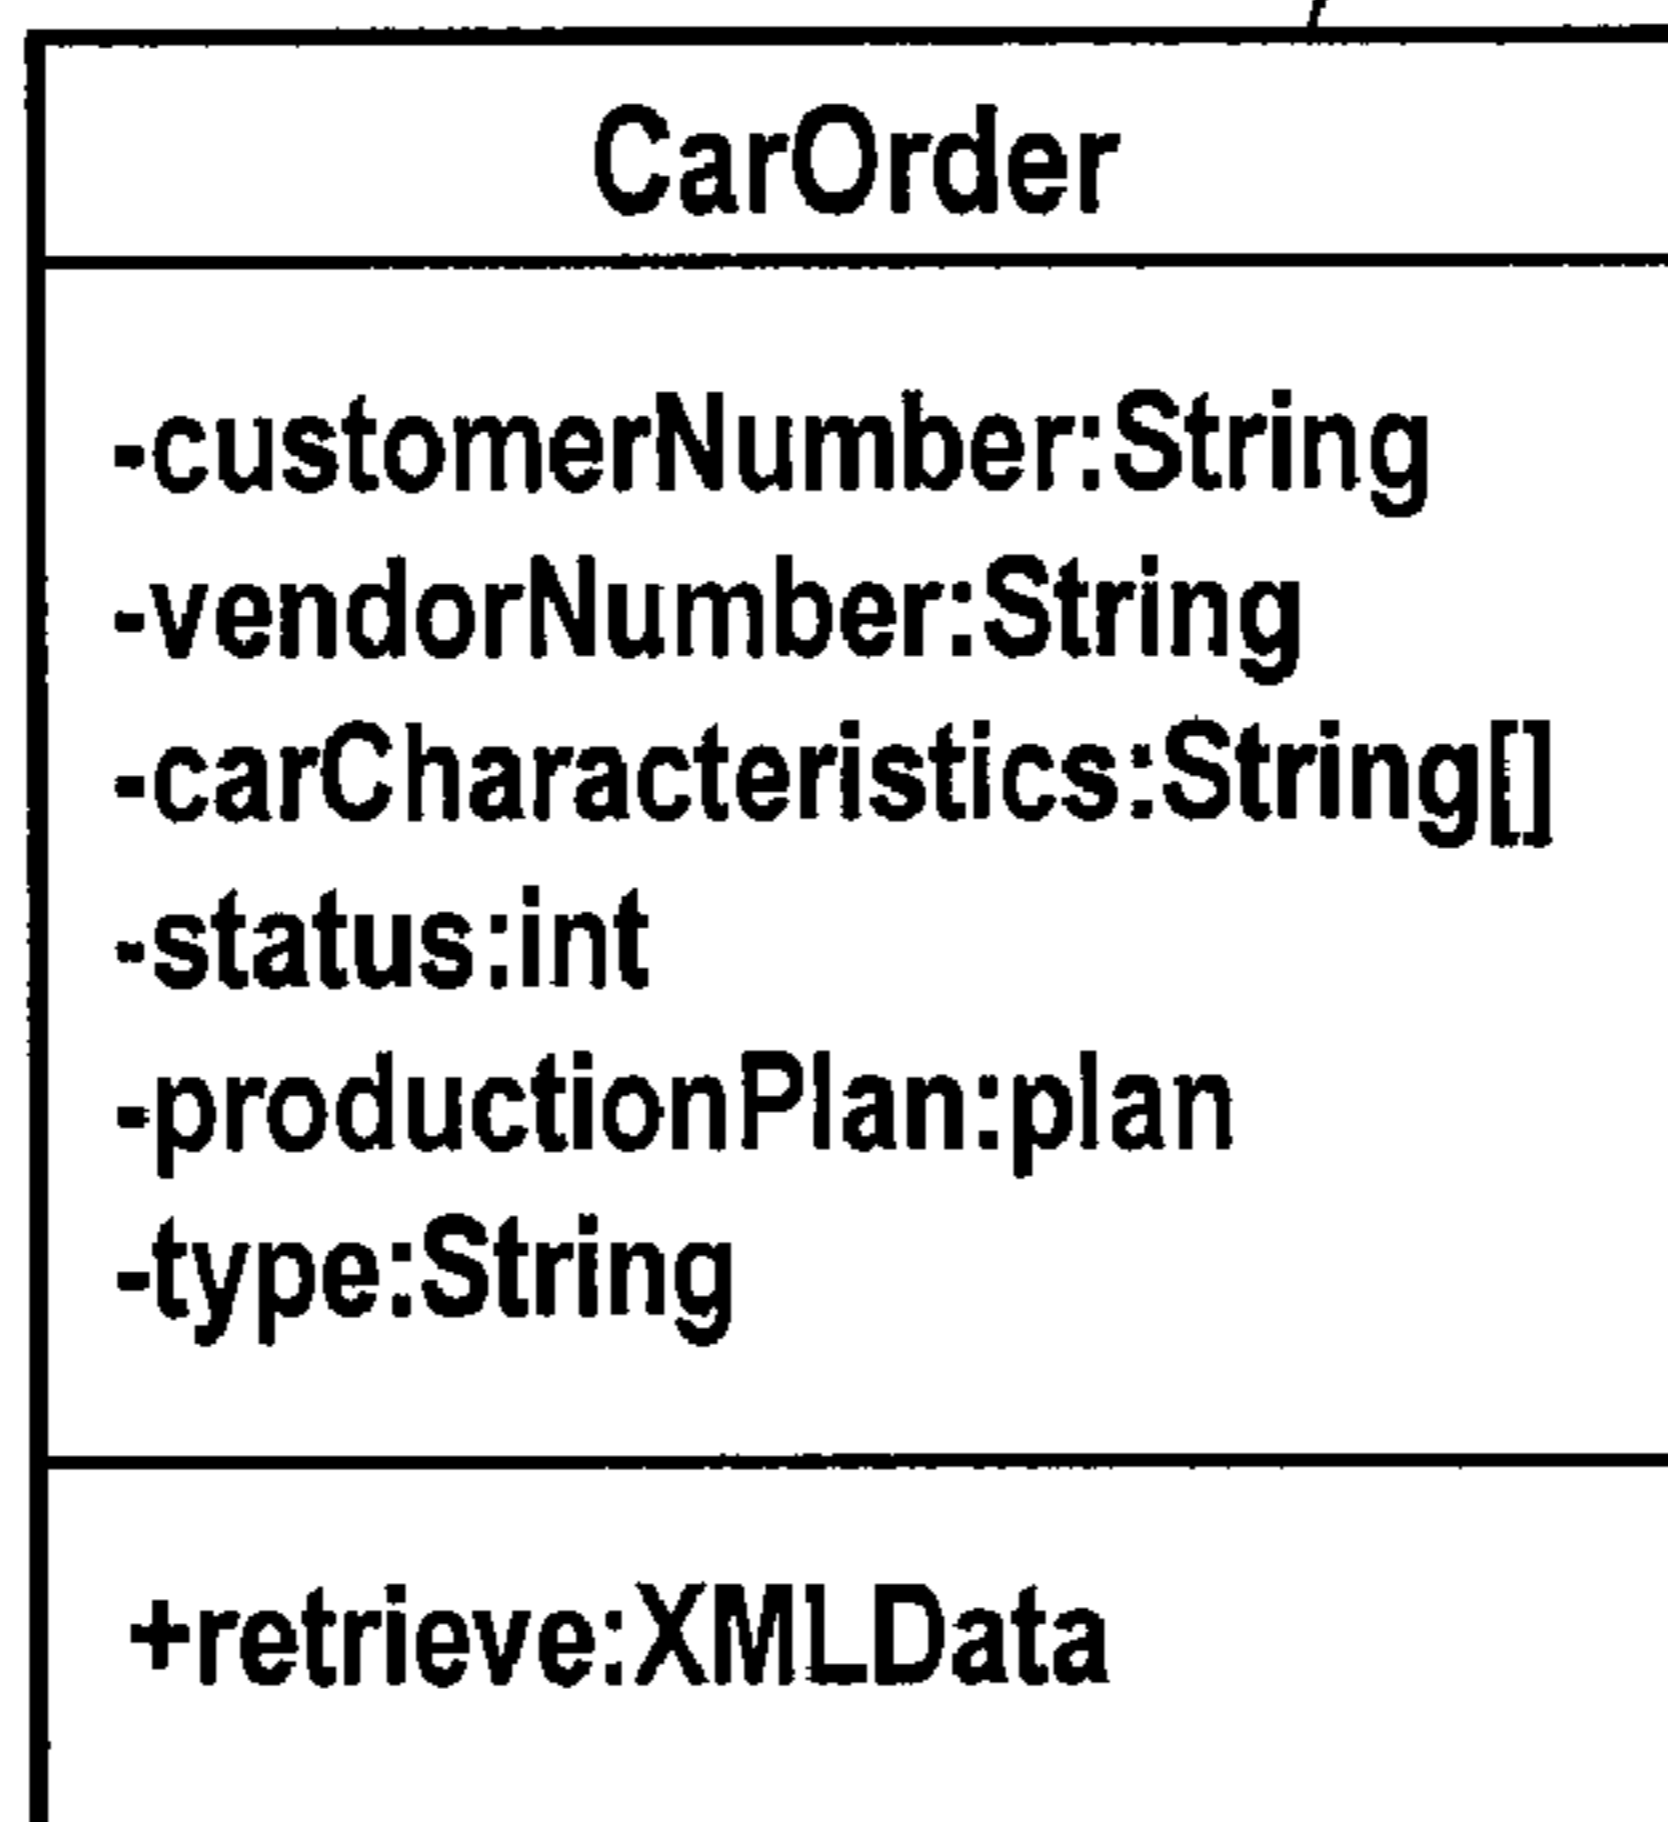 CarOrder
-customerNumber:String
-vendorNumber:String
-carCharacteristics:String[]
-status:int
-productionPlan:plan
-type:String
+retrieve:XMLData